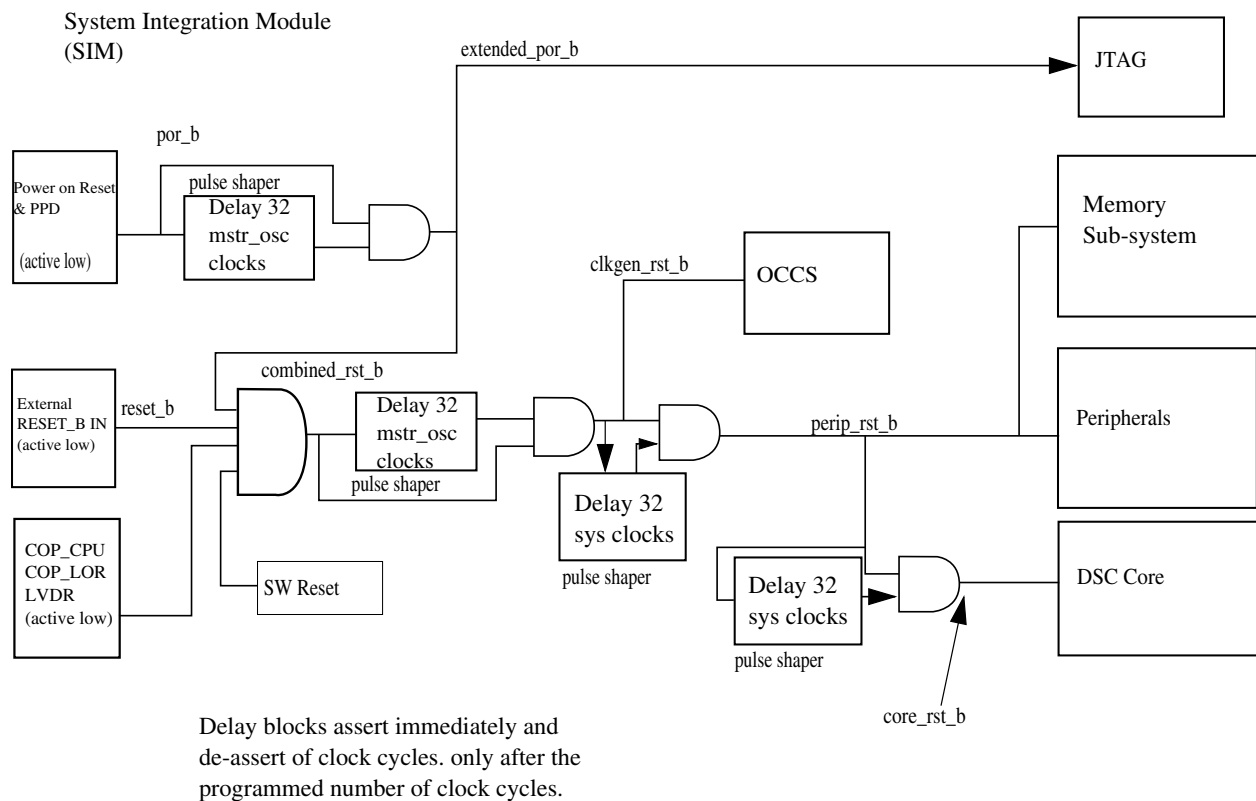 System Integration Module
(SIM)
extended_por_b
JTAG
por_b
Power on Reset
& PPD
(active low)
pulse shaper
Delay 32
mstr_osc
clocks
Memory
Sub-system
clkgen_rst_b
OCCS
combined_rst_b
External
RESET_B IN
(active low)
reset_b
Delay 32
mstr_osc
clocks
pulse shaper
perip_rst_b
Peripherals
Delay 32
sys clocks
pulse shaper
COP_CPU
COP_LOR
LVDR
(active low)
SW Reset
Delay 32
sys clocks
pulse shaper
DSC Core
core_rst_b
Delay blocks assert immediately and
de-assert of clock cycles. only after the
programmed number of clock cycles.